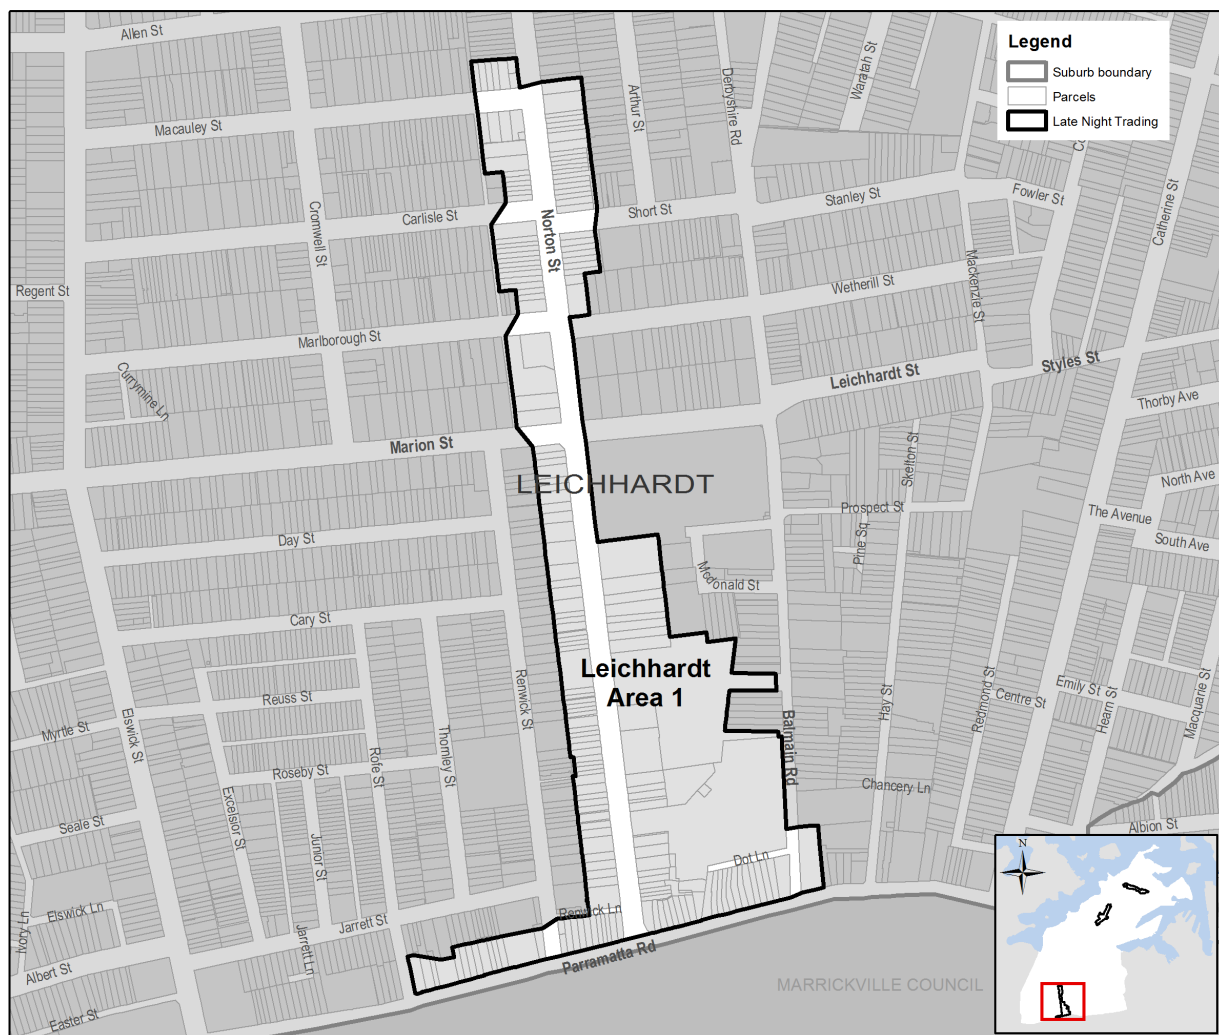 Allen St
Legend
Suburb boundary
Parcels
Late Night Trading
Waratah St
Derbyshire Rd
Arthur St
Macauley St
Cromwell St
Carlisle St
Norton St
Short St
Stanley St
Fowler St
Catherine St
Regent St
Mackenzie St
Wetherill St
Marlborough St
Currymine Ln
Leichhardt St
Styles St
Thorby Ave
Marion St
Skelton St
LEICHHARDT
North Ave
Prospect St
The Avenue
Pine Sq
South Ave
Day St
Mcdonald St
Cary St
Renwick St
Leichhardt
Area 1
Reuss St
Hay St
Redmond St
Centre St
Emily St
Hearn St
Macquarie St
Myrtle St
Elswick St
Balmain Rd
Thornley St
Rofe St
Roseby St
Chancery Ln
Excelsior St
Junior St
Seale St
Albion St
Dot Ln
N
Ivory Ln
Elswick Ln
Renwick Ln
Jarrett St
Jarrett Ln
Parramatta Rd
Albert St
MARRICKVILLE COUNCIL
Easter St